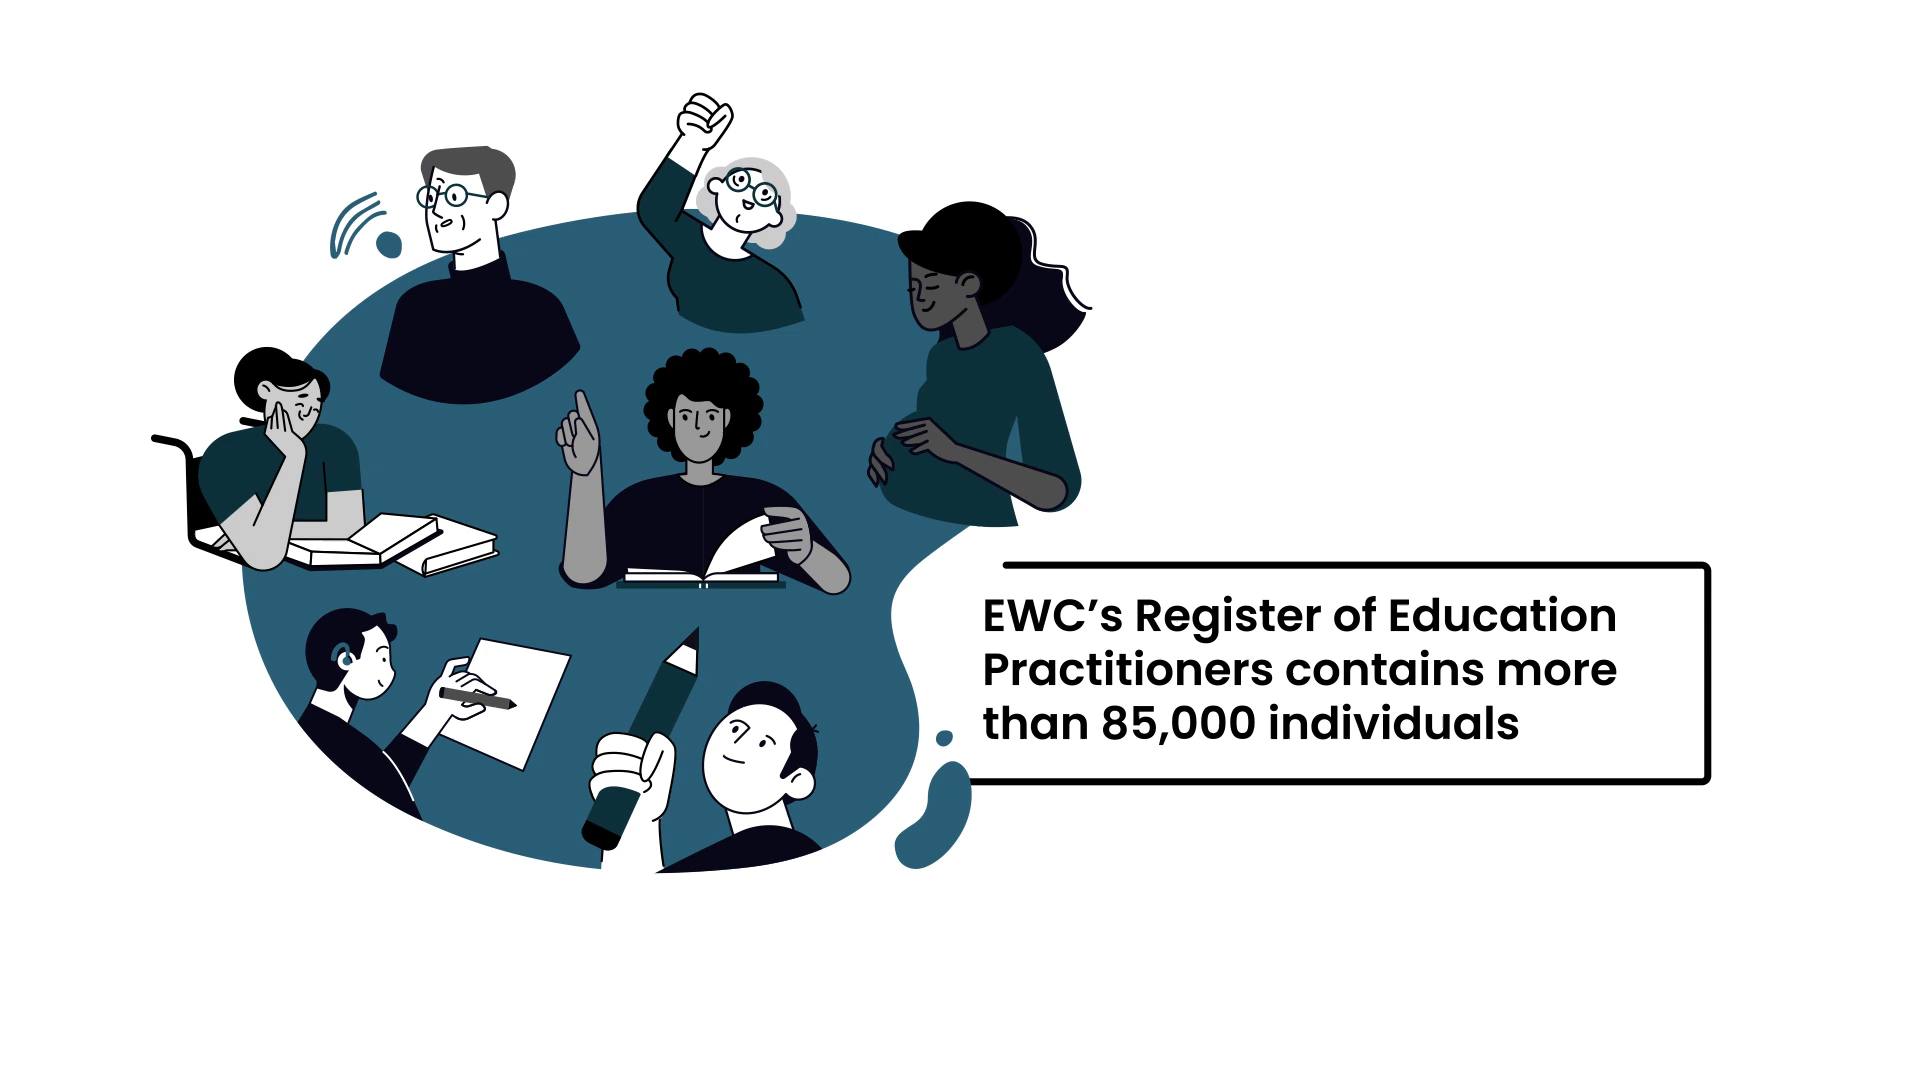 EWC’s Register of Education
Practitioners contains more
than 85,000 individuals